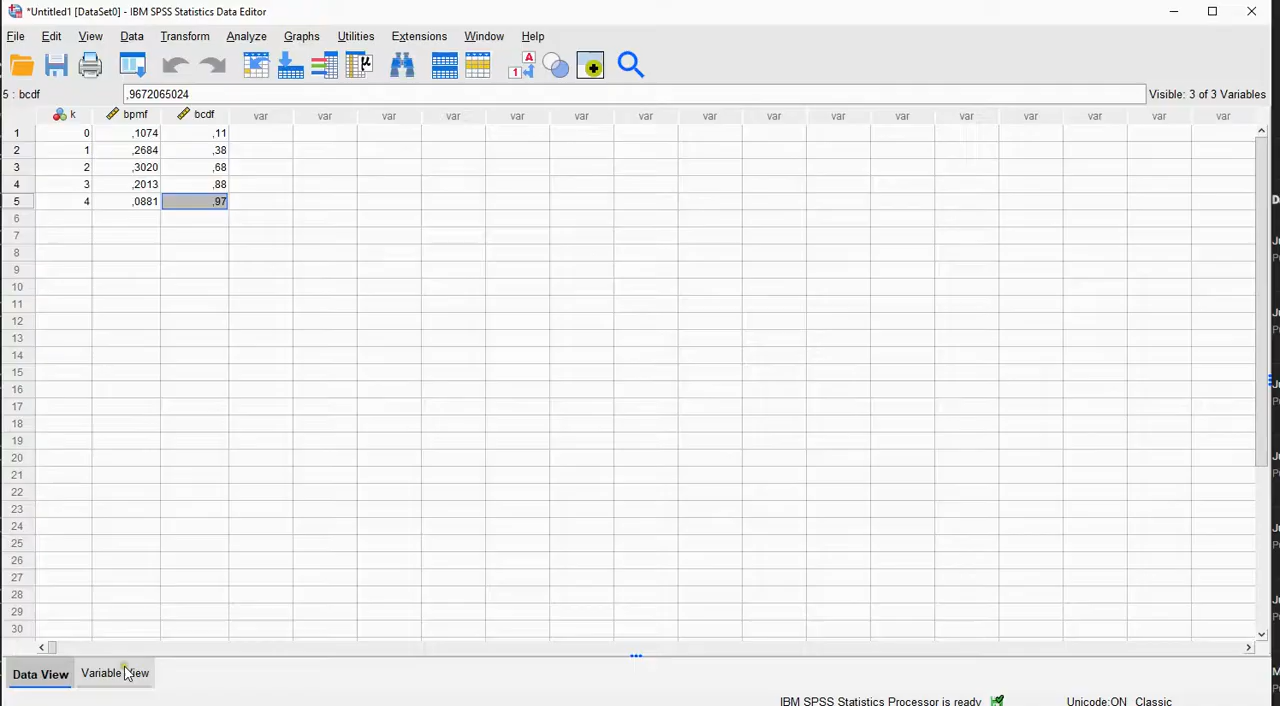 *Untitled1 [DataSet0] - IBM SPSS Statistics Data Editor
File Edit View Data Transform Analyze Graphs Utilities Extensions Window Help
5 : bcdf ,9672065024 Visible: 3 of 3 Variables
k bpmf bcdf var var var var var var var var var var var var var var var var
1 0 ,1074 ,11
2 1 ,2684 ,38
3 2 ,3020 ,68
4 3 ,2013 ,88
5 4 ,0881 ,97
6
7
8
9
10
11
12
13
14
15
16
17
18
19
20
21
22
23
24
25
26
27
28
29
30
Data View Variable View
IBM SPSS Statistics Processor is ready Unicode:ON Classic